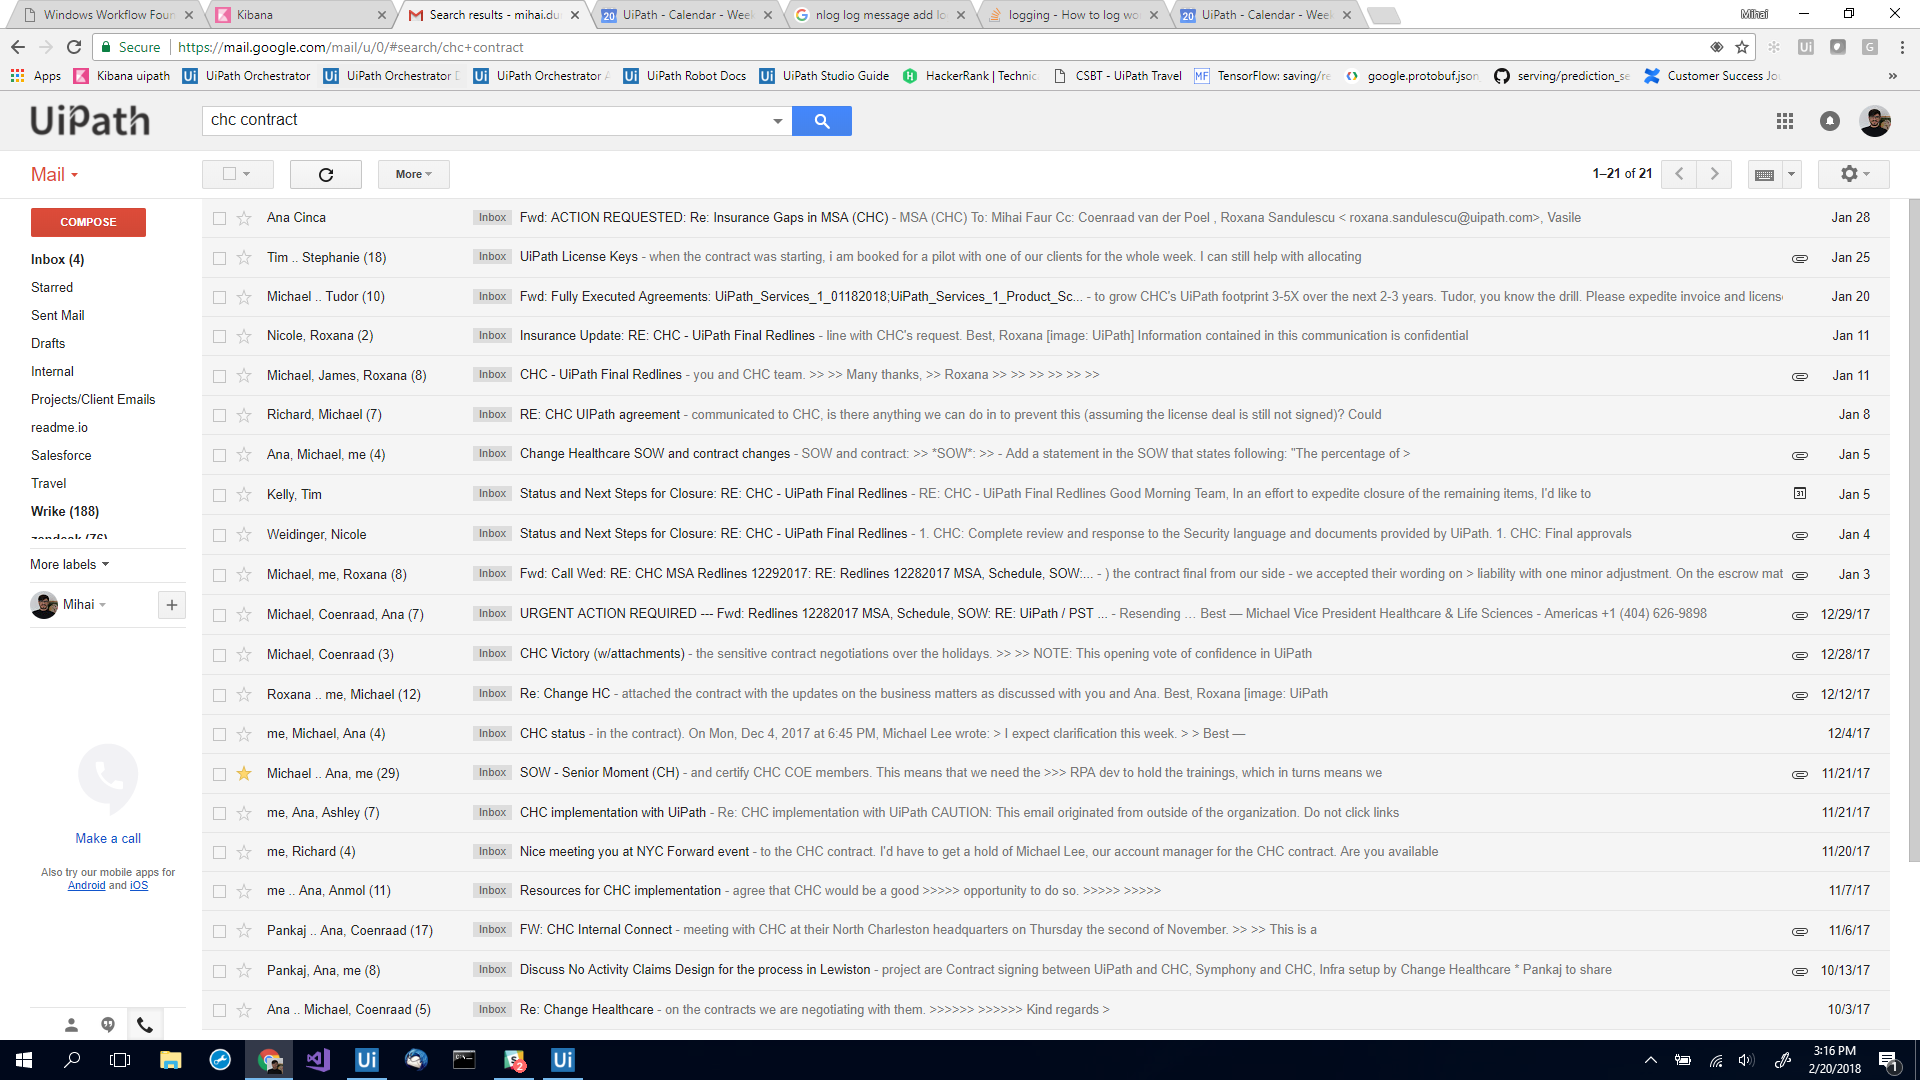 Windows Workflow Foun
Kibana
Search results - mihai.du
UiPath - Calendar - Week
nlog log message add lo
logging - How to log wo
UiPath - Calendar - Week
Mihai
Secure
https://mail.google.com/mail/u/0/#search/chc+contract
Apps
Kibana uipath
UiPath Orchestrator
UiPath Orchestrator D
UiPath Orchestrator A
UiPath Robot Docs
UiPath Studio Guide
HackerRank | Technic
CSBT - UiPath Travel
TensorFlow: saving/re
google.protobuf.json
serving/prediction_se
Customer Success Jou
UiPath
chc contract
Mail
More
1–21 of 21
COMPOSE
Inbox (4)
Starred
Sent Mail
Drafts
Internal
Projects/Client Emails
readme.io
Salesforce
Travel
Wrike (188)
zendesk (76)
More labels
Mihai
Make a call
Also try our mobile apps for
Android and iOS
Ana Cinca Inbox Fwd: ACTION REQUESTED: Re: Insurance Gaps in MSA (CHC) - MSA (CHC) To: Mihai Faur Cc: Coenraad van der Poel , Roxana Sandulescu < roxana.sandulescu@uipath.com>, Vasile Jan 28
Tim .. Stephanie (18) Inbox UiPath License Keys - when the contract was starting, i am booked for a pilot with one of our clients for the whole week. I can still help with allocating Jan 25
Michael .. Tudor (10) Inbox Fwd: Fully Executed Agreements: UiPath_Services_1_01182018;UiPath_Services_1_Product_Sc... - to grow CHC's UiPath footprint 3-5X over the next 2-3 years. Tudor, you know the drill. Please expedite invoice and license Jan 20
Nicole, Roxana (2) Inbox Insurance Update: RE: CHC - UiPath Final Redlines - line with CHC's request. Best, Roxana [image: UiPath] Information contained in this communication is confidential Jan 11
Michael, James, Roxana (8) Inbox CHC - UiPath Final Redlines - you and CHC team. >> >> Many thanks, >> Roxana >> >> >> >> >> >> Jan 11
Richard, Michael (7) Inbox RE: CHC UIPath agreement - communicated to CHC, is there anything we can do in to prevent this (assuming the license deal is still not signed)? Could Jan 8
Ana, Michael, me (4) Inbox Change Healthcare SOW and contract changes - SOW and contract: >> *SOW*: >> - Add a statement in the SOW that states following: "The percentage of > Jan 5
Kelly, Tim Inbox Status and Next Steps for Closure: RE: CHC - UiPath Final Redlines - RE: CHC - UiPath Final Redlines Good Morning Team, In an effort to expedite closure of the remaining items, I'd like to 31 Jan 5
Weidinger, Nicole Inbox Status and Next Steps for Closure: RE: CHC - UiPath Final Redlines - 1. CHC: Complete review and response to the Security language and documents provided by UiPath. 1. CHC: Final approvals Jan 4
Michael, me, Roxana (8) Inbox Fwd: Call Wed: RE: CHC MSA Redlines 12292017: RE: Redlines 12282017 MSA, Schedule, SOW:... - ) the contract final from our side - we accepted their wording on > liability with one minor adjustment. On the escrow mat Jan 3
Michael, Coenraad, Ana (7) Inbox URGENT ACTION REQUIRED --- Fwd: Redlines 12282017 MSA, Schedule, SOW: RE: UiPath / PST ... - Resending … Best — Michael Vice President Healthcare & Life Sciences - Americas +1 (404) 626-9898 12/29/17
Michael, Coenraad (3) Inbox CHC Victory (w/attachments) - the sensitive contract negotiations over the holidays. >> >> NOTE: This opening vote of confidence in UiPath 12/28/17
Roxana .. me, Michael (12) Inbox Re: Change HC - attached the contract with the updates on the business matters as discussed with you and Ana. Best, Roxana [image: UiPath 12/12/17
me, Michael, Ana (4) Inbox CHC status - in the contract). On Mon, Dec 4, 2017 at 6:45 PM, Michael Lee wrote: > I expect clarification this week. > > Best — 12/4/17
Michael .. Ana, me (29) Inbox SOW - Senior Moment (CH) - and certify CHC COE members. This means that we need the >>> RPA dev to hold the trainings, which in turns means we 11/21/17
me, Ana, Ashley (7) Inbox CHC implementation with UiPath - Re: CHC implementation with UiPath CAUTION: This email originated from outside of the organization. Do not click links 11/21/17
me, Richard (4) Inbox Nice meeting you at NYC Forward event - to the CHC contract. I'd have to get a hold of Michael Lee, our account manager for the CHC contract. Are you available 11/20/17
me .. Ana, Anmol (11) Inbox Resources for CHC implementation - agree that CHC would be a good >>>>> opportunity to do so. >>>>> >>>>> 11/7/17
Pankaj .. Ana, Coenraad (17) Inbox FW: CHC Internal Connect - meeting with CHC at their North Charleston headquarters on Thursday the second of November. >> >> This is a 11/6/17
Pankaj, Ana, me (8) Inbox Discuss No Activity Claims Design for the process in Lewiston - project are Contract signing between UiPath and CHC, Symphony and CHC, Infra setup by Change Healthcare * Pankaj to share 10/13/17
Ana .. Michael, Coenraad (5) Inbox Re: Change Healthcare - on the contracts we are negotiating with them. >>>>>> >>>>>> Kind regards > 10/3/17
3:16 PM
2/20/2018